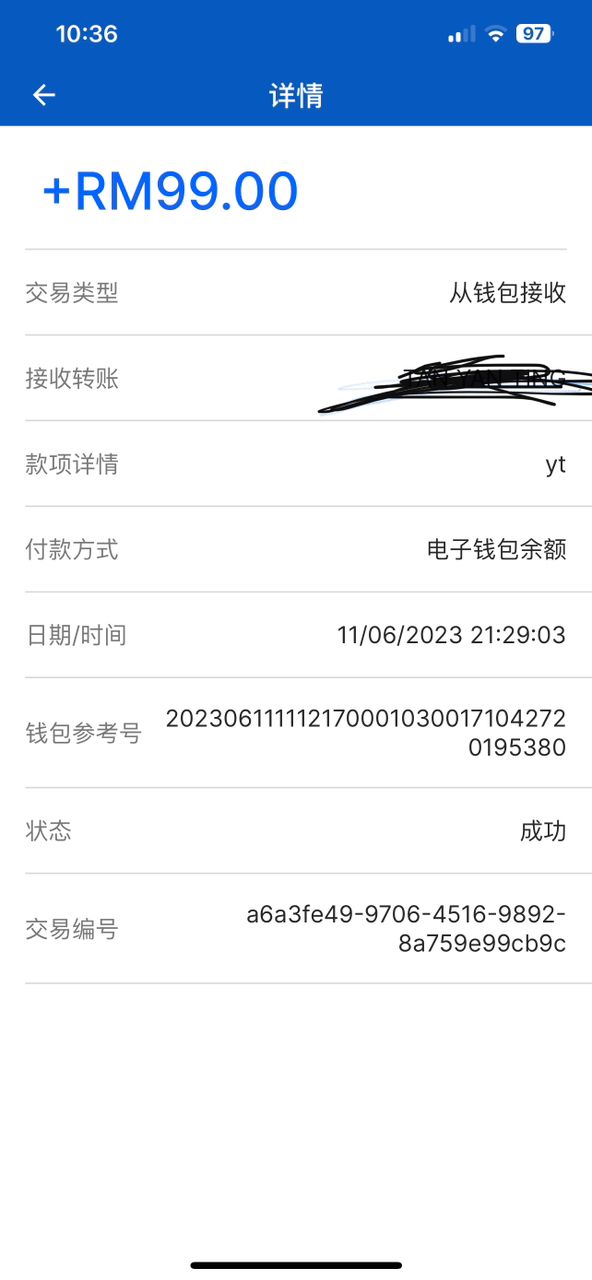 10:36
97
详情
+RM99.00
交易类型
从钱包接收
接收转账
款项详情
yt
付款方式
电子钱包余额
日期/时间
11/06/2023 21:29:03
钱包参考号
2023061111121700010300171042720195380
状态
成功
交易编号
a6a3fe49-9706-4516-9892-
8a759e99cb9c